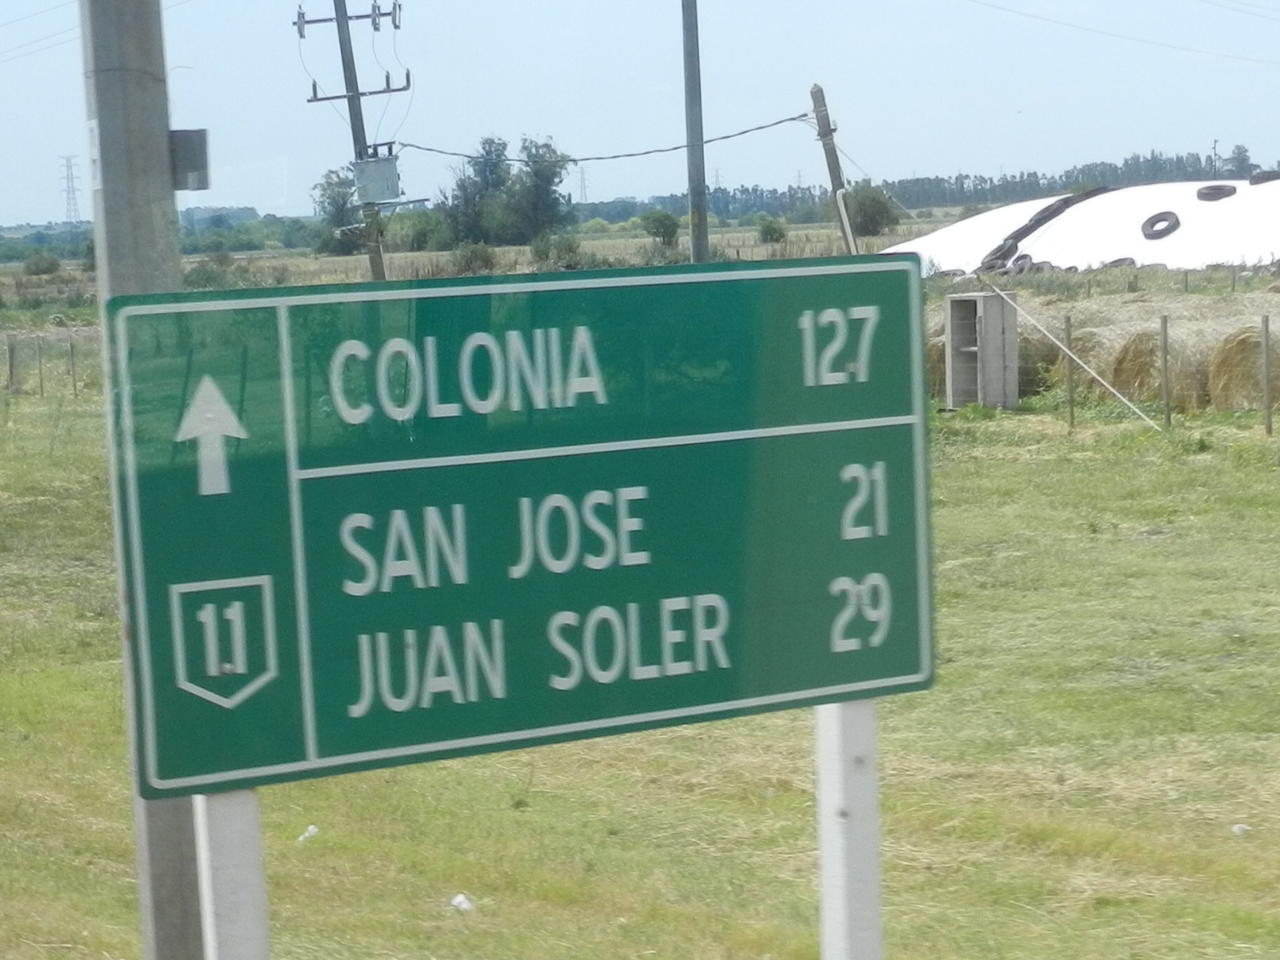 COLONIA 127
SAN JOSE 21
11 JUAN SOLER 29